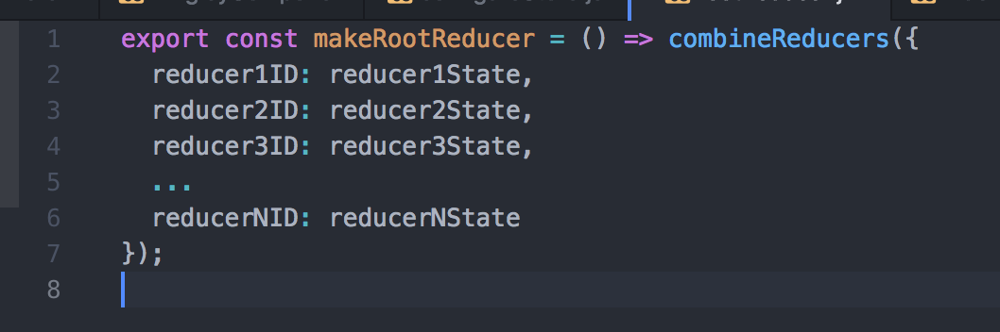 1 export const makeRootReducer = () => combineReducers({
2   reducer1ID: reducer1State,
3   reducer2ID: reducer2State,
4   reducer3ID: reducer3State,
5   ...
6   reducerNID: reducerNState
7 });
8